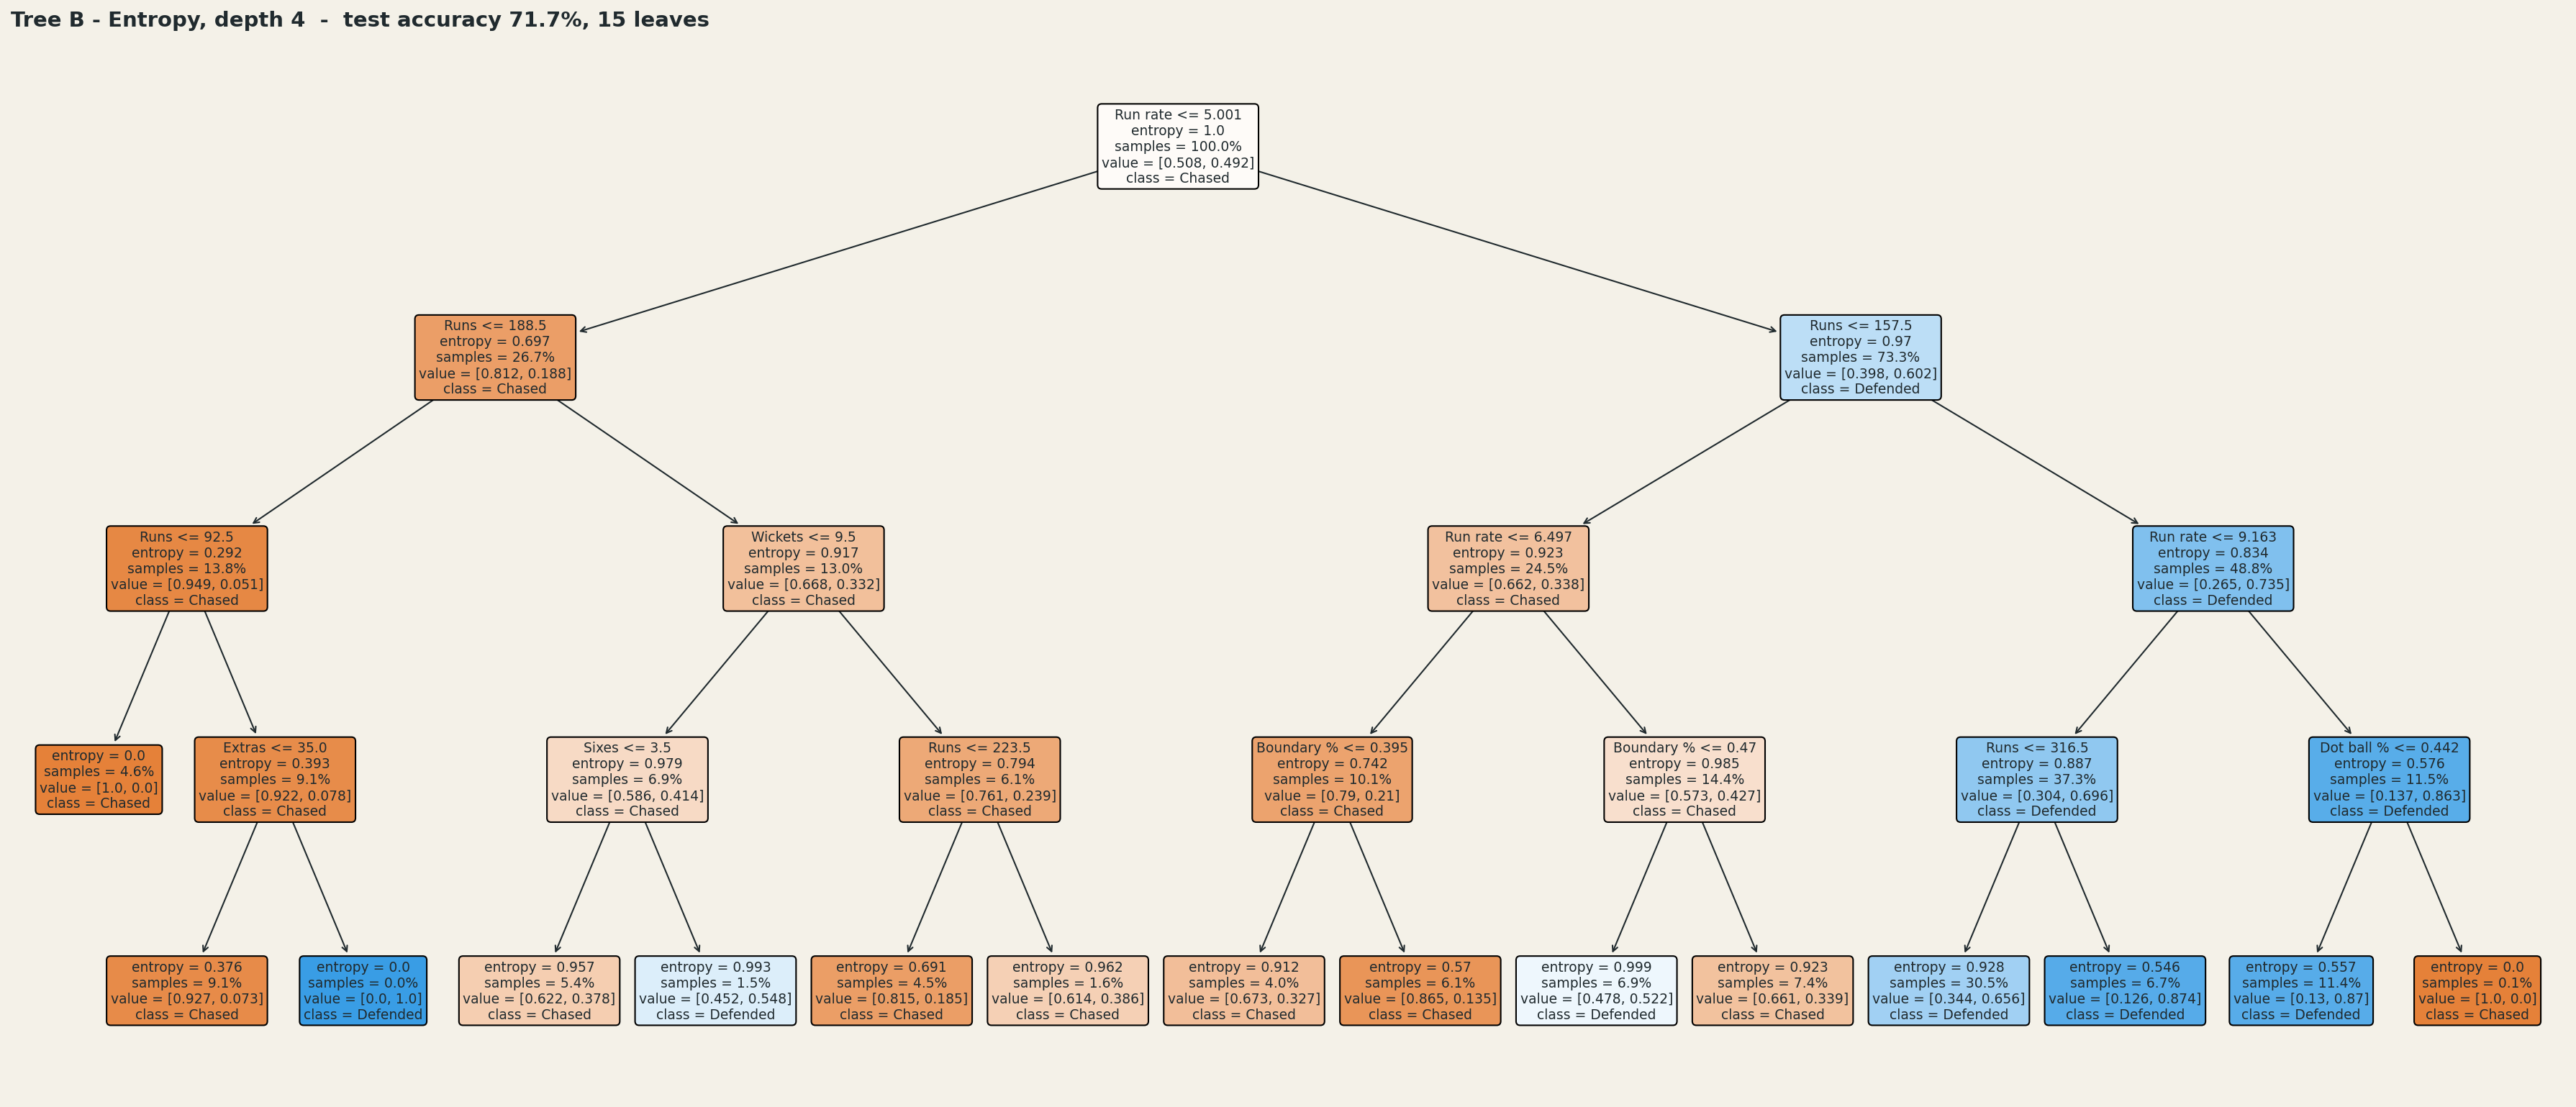 Tree B - Entropy, depth 4  -  test accuracy 71.7%, 15 leaves
Run rate <= 5.001
entropy = 1.0
samples = 100.0%
value = [0.508, 0.492]
class = Chased
Runs <= 188.5
entropy = 0.697
samples = 26.7%
value = [0.812, 0.188]
class = Chased
Runs <= 157.5
entropy = 0.97
samples = 73.3%
value = [0.398, 0.602]
class = Defended
Runs <= 92.5
entropy = 0.292
samples = 13.8%
value = [0.949, 0.051]
class = Chased
Wickets <= 9.5
entropy = 0.917
samples = 13.0%
value = [0.668, 0.332]
class = Chased
Run rate <= 6.497
entropy = 0.923
samples = 24.5%
value = [0.662, 0.338]
class = Chased
Run rate <= 9.163
entropy = 0.834
samples = 48.8%
value = [0.265, 0.735]
class = Defended
entropy = 0.0
samples = 4.6%
value = [1.0, 0.0]
class = Chased
Extras <= 35.0
entropy = 0.393
samples = 9.1%
value = [0.922, 0.078]
class = Chased
Sixes <= 3.5
entropy = 0.979
samples = 6.9%
value = [0.586, 0.414]
class = Chased
Runs <= 223.5
entropy = 0.794
samples = 6.1%
value = [0.761, 0.239]
class = Chased
Boundary % <= 0.395
entropy = 0.742
samples = 10.1%
value = [0.79, 0.21]
class = Chased
Boundary % <= 0.47
entropy = 0.985
samples = 14.4%
value = [0.573, 0.427]
class = Chased
Runs <= 316.5
entropy = 0.887
samples = 37.3%
value = [0.304, 0.696]
class = Defended
Dot ball % <= 0.442
entropy = 0.576
samples = 11.5%
value = [0.137, 0.863]
class = Defended
entropy = 0.376
samples = 9.1%
value = [0.927, 0.073]
class = Chased
entropy = 0.0
samples = 0.0%
value = [0.0, 1.0]
class = Defended
entropy = 0.957
samples = 5.4%
value = [0.622, 0.378]
class = Chased
entropy = 0.993
samples = 1.5%
value = [0.452, 0.548]
class = Defended
entropy = 0.691
samples = 4.5%
value = [0.815, 0.185]
class = Chased
entropy = 0.962
samples = 1.6%
value = [0.614, 0.386]
class = Chased
entropy = 0.912
samples = 4.0%
value = [0.673, 0.327]
class = Chased
entropy = 0.57
samples = 6.1%
value = [0.865, 0.135]
class = Chased
entropy = 0.999
samples = 6.9%
value = [0.478, 0.522]
class = Defended
entropy = 0.923
samples = 7.4%
value = [0.661, 0.339]
class = Chased
entropy = 0.928
samples = 30.5%
value = [0.344, 0.656]
class = Defended
entropy = 0.546
samples = 6.7%
value = [0.126, 0.874]
class = Defended
entropy = 0.557
samples = 11.4%
value = [0.13, 0.87]
class = Defended
entropy = 0.0
samples = 0.1%
value = [1.0, 0.0]
class = Chased